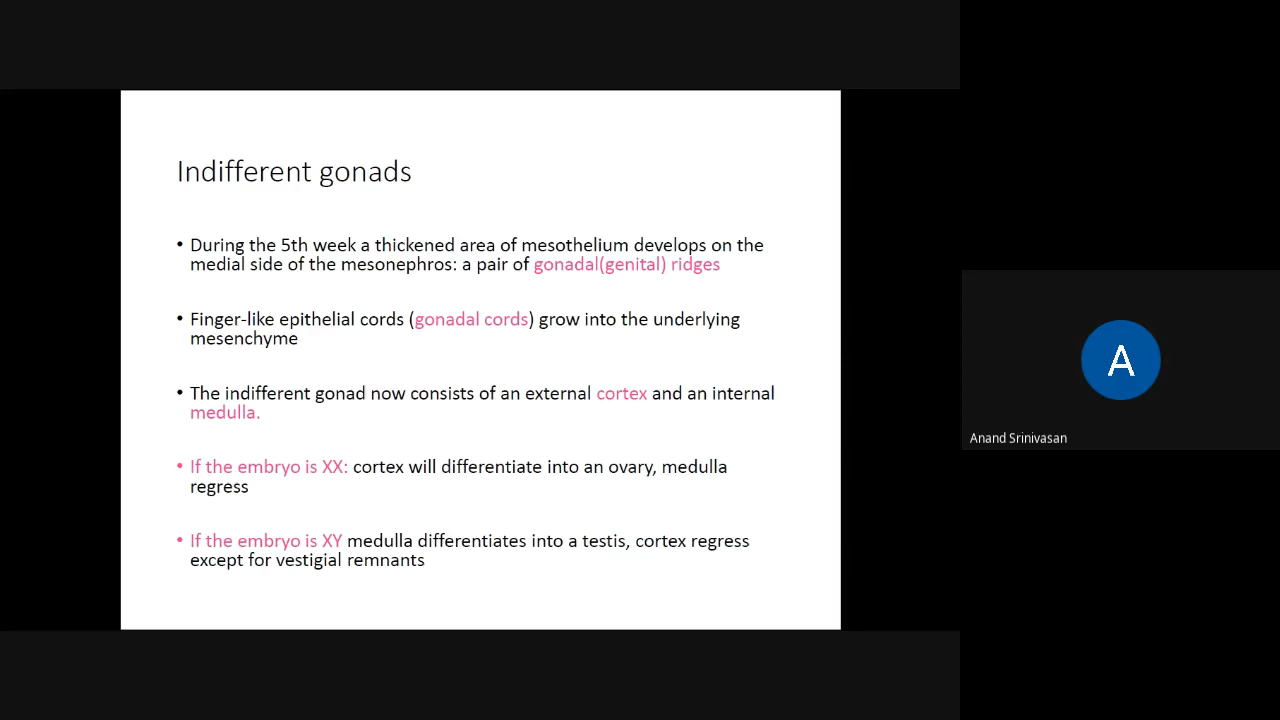 Indifferent gonads
• During the 5th week a thickened area of mesothelium develops on the
medial side of the mesonephros: a pair of gonadal(genital) ridges
• Finger-like epithelial cords (gonadal cords) grow into the underlying
mesenchyme
• The indifferent gonad now consists of an external cortex and an internal
medulla.
• If the embryo is XX: cortex will differentiate into an ovary, medulla
regress
• If the embryo is XY medulla differentiates into a testis, cortex regress
except for vestigial remnants
A
Anand Srinivasan